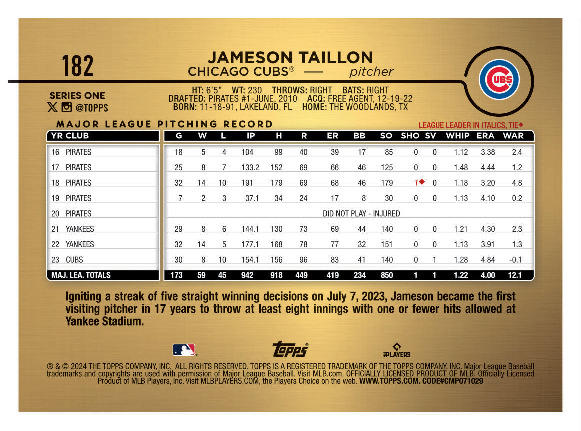 182
JAMESON TAILLON
CHICAGO CUBS® — pitcher
CUBS
SERIES ONE
@TOPPS
HT: 6'5" WT: 230 THROWS: RIGHT BATS: RIGHT
DRAFTED: PIRATES #1-JUNE, 2010 ACQ: FREE AGENT, 12-19-22
BORN: 11-18-91, LAKELAND, FL HOME: THE WOODLANDS, TX
MAJOR LEAGUE PITCHING RECORD LEAGUE LEADER IN ITALICS, TIE♦
YR CLUB G W L IP H R ER BB SO SHO SV WHIP ERA WAR
16 PIRATES 18 5 4 104 99 40 39 17 85 0 0 1.12 3.38 2.4
17 PIRATES 25 8 7 133.2 152 69 66 46 125 0 0 1.48 4.44 1.2
18 PIRATES 32 14 10 191 179 69 68 46 179 1♦ 0 1.18 3.20 4.8
19 PIRATES 7 2 3 37.1 34 24 17 8 30 0 0 1.13 4.10 0.2
20 PIRATES DID NOT PLAY - INJURED
21 YANKEES 29 8 6 144.1 130 73 69 44 140 0 0 1.21 4.30 2.3
22 YANKEES 32 14 5 177.1 168 78 77 32 151 0 0 1.13 3.91 1.3
23 CUBS 30 8 10 154.1 156 96 83 41 140 0 1 1.28 4.84 -0.1
MAJ. LEA. TOTALS 173 59 45 942 918 449 419 234 850 1 1 1.22 4.00 12.1
Igniting a streak of five straight winning decisions on July 7, 2023, Jameson became the first
visiting pitcher in 17 years to throw at least eight innings with one or fewer hits allowed at
Yankee Stadium.
Topps
PLAYERS
® & © 2024 THE TOPPS COMPANY, INC. ALL RIGHTS RESERVED. TOPPS IS A REGISTERED TRADEMARK OF THE TOPPS COMPANY, INC. Major League Baseball
trademarks and copyrights are used with permission of Major League Baseball. Visit MLB.com. OFFICIALLY LICENSED PRODUCT OF MLB. Officially Licensed
Product of MLB Players, Inc. Visit MLBPLAYERS.COM, the Players Choice on the web. WWW.TOPPS.COM. CODE#CMP071029